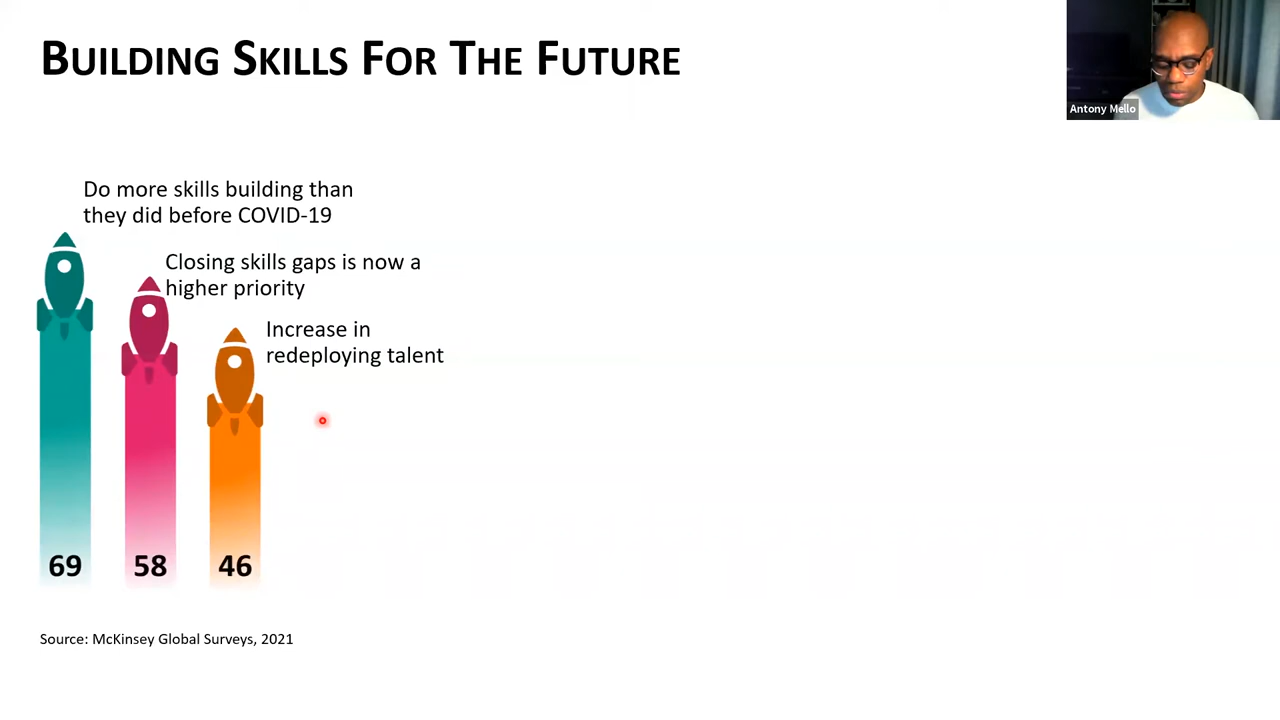 BUILDING SKILLS FOR THE FUTURE
Antony Mello
Do more skills building than
they did before COVID-19
Closing skills gaps is now a
higher priority
Increase in
redeploying talent
69 58 46
Source: McKinsey Global Surveys, 2021